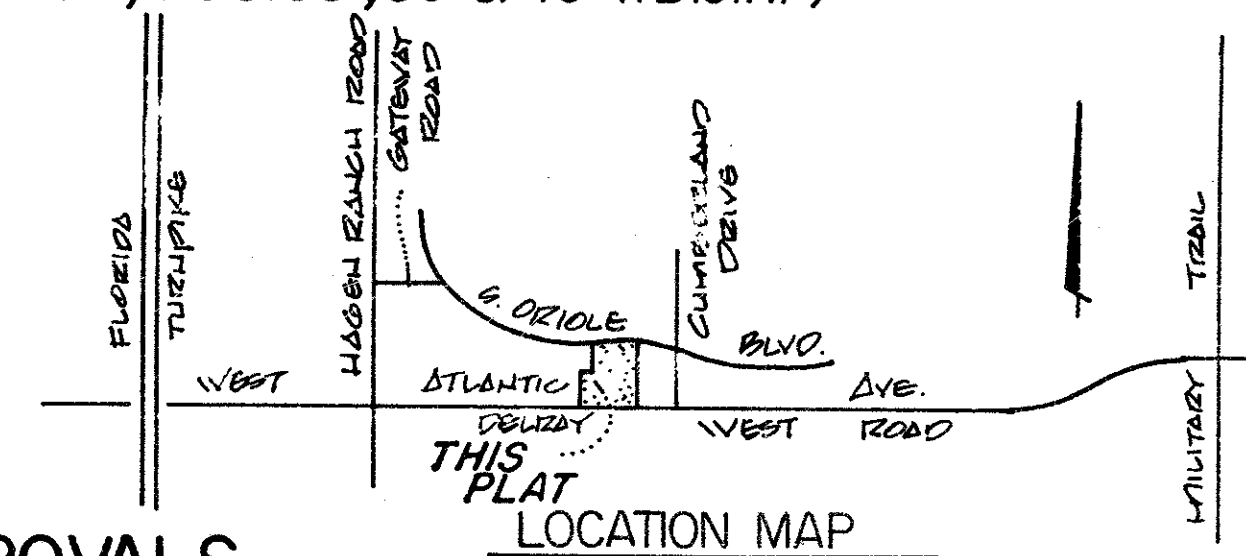 HAGEN RANCH ROAD
GATEWAY
ROAD
CUMBERLAND
DRIVE
FLORIDA
TURNPIKE
TRAIL
S. ORIOLE
BLVD.
WEST
ATLANTIC
AVE.
DELRAY
WEST
ROAD
MILITARY
THIS
PLAT
LOCATION MAP